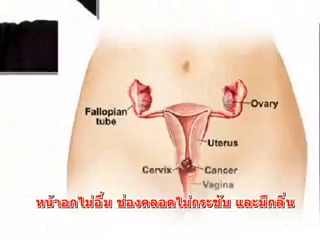 Fallopian
tube
Ovary
Uterus
Cervix
Cancer
Vagina
หน้าอกไม่อึ๋ม ช่องคลอดไม่กระชับ และมีกลิ่น